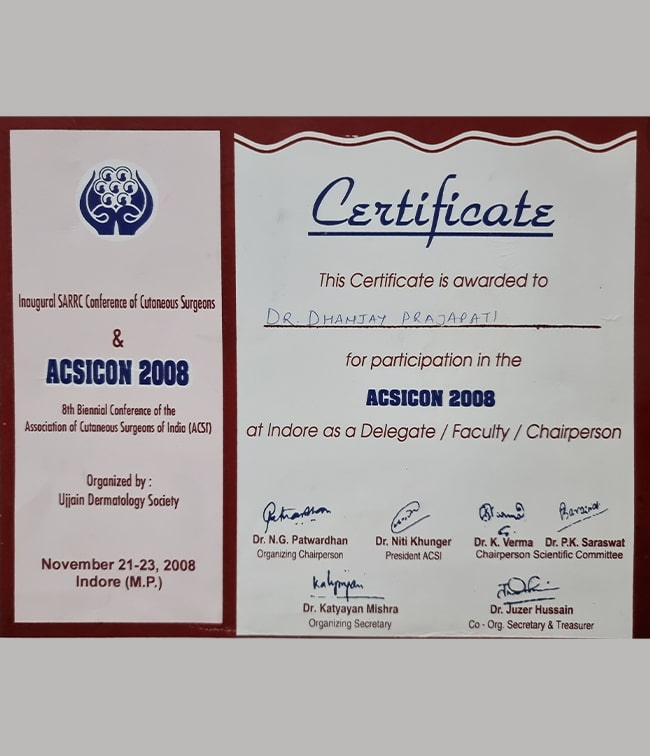 Inaugural SARRC Conference of Cutaneous Surgeons
&
ACSICON 2008
8th Biennial Conference of the
Association of Cutaneous Surgeons of India (ACSI)
Organized by :
Ujjain Dermatology Society
November 21-23, 2008
Indore (M.P.)
Certificate
This Certificate is awarded to
DR. DHANJAY PRAJAPATI
for participation in the
ACSICON 2008
at Indore as a Delegate / Faculty / Chairperson
Dr. N.G. Patwardhan
Organizing Chairperson
Dr. Niti Khunger
President ACSI
Dr. K. Verma Dr. P.K. Saraswat
Chairperson Scientific Committee
Dr. Katyayan Mishra
Organizing Secretary
Dr. Juzer Hussain
Co - Org. Secretary & Treasurer